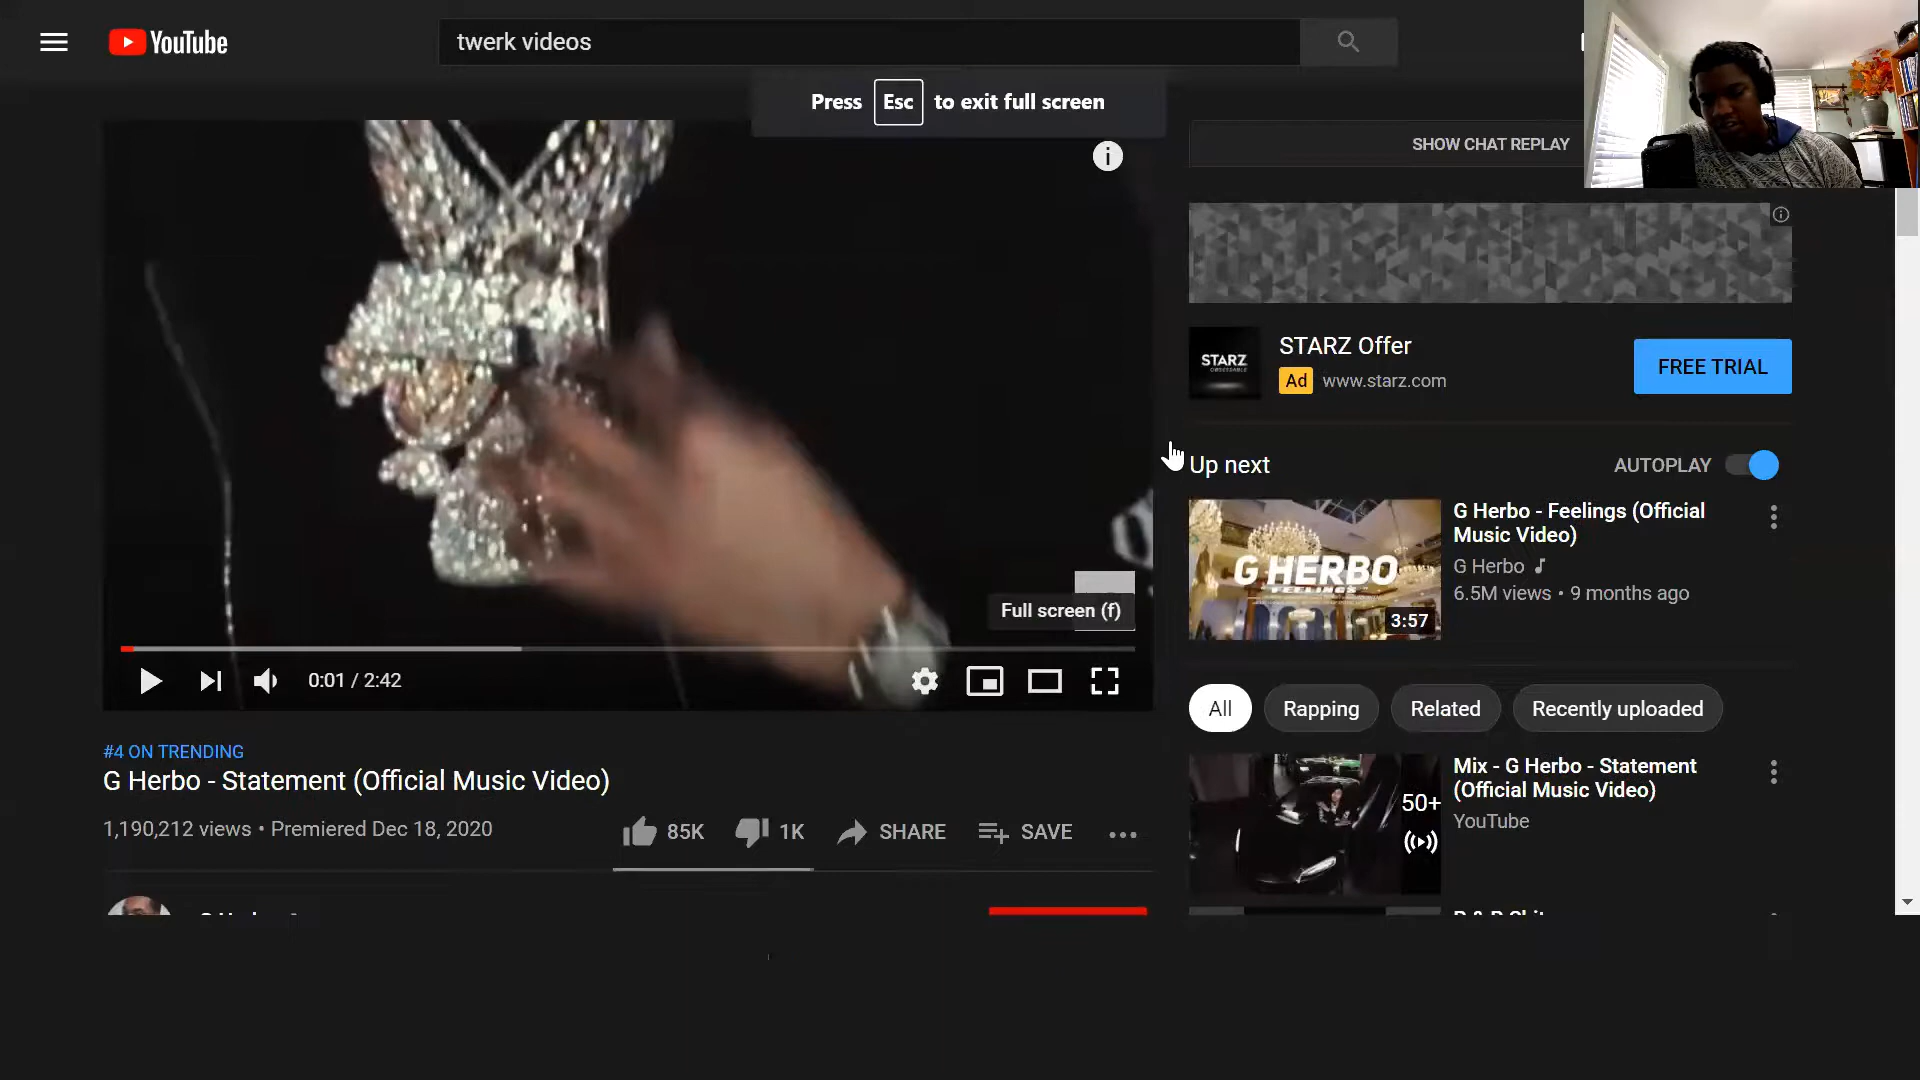 YouTube
twerk videos
Press Esc to exit full screen
SHOW CHAT REPLAY
STARZ
STARZ Offer
Ad www.starz.com
FREE TRIAL
Up next
AUTOPLAY
G HERBO
FEELINGS
3:57
G Herbo - Feelings (Official
Music Video)
G Herbo
6.5M views • 9 months ago
Full screen (f)
0:01 / 2:42
All
Rapping
Related
Recently uploaded
#4 ON TRENDING
G Herbo - Statement (Official Music Video)
1,190,212 views • Premiered Dec 18, 2020
85K
1K
SHARE
SAVE
50+
Mix - G Herbo - Statement
(Official Music Video)
YouTube